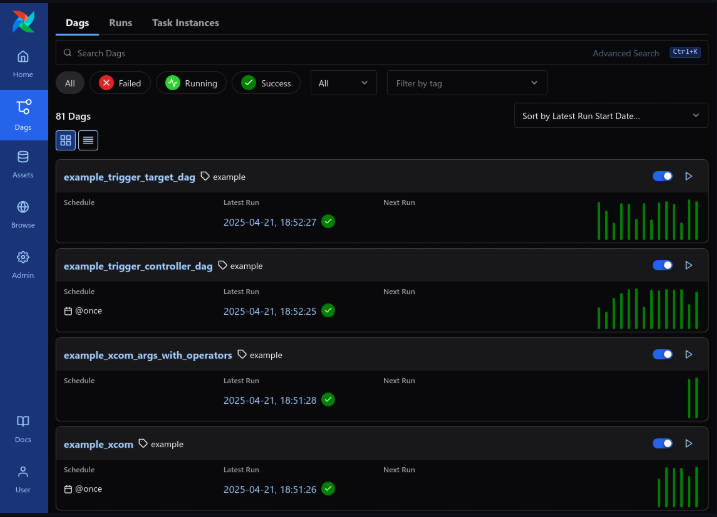 Dags Runs Task Instances
Search Dags Advanced Search Ctrl+K
All Failed Running Success All Filter by tag
81 Dags Sort by Latest Run Start Date...
Home
Dags
Assets
Browse
Admin
Docs
User
example_trigger_target_dag example
Schedule Latest Run Next Run
2025-04-21, 18:52:27
example_trigger_controller_dag example
Schedule Latest Run Next Run
@once 2025-04-21, 18:52:25
example_xcom_args_with_operators example
Schedule Latest Run Next Run
2025-04-21, 18:51:28
example_xcom example
Schedule Latest Run Next Run
@once 2025-04-21, 18:51:26